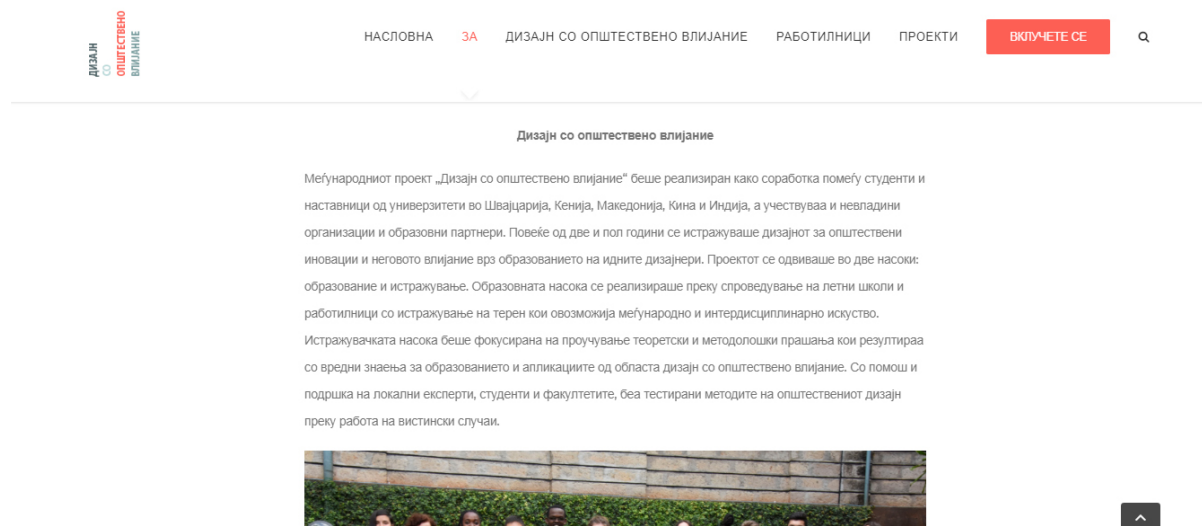 ДИЗАЈН
СО
ОПШТЕСТВЕНО
ВЛИЈАНИЕ
НАСЛОВНА ЗА ДИЗАЈН СО ОПШТЕСТВЕНО ВЛИЈАНИЕ РАБОТИЛНИЦИ ПРОЕКТИ ВКЛУЧЕТЕ СЕ
Дизајн со општествено влијание
Меѓународниот проект „Дизајн со општествено влијание“ беше реализиран како соработка помеѓу студенти и
наставници од универзитети во Швајцарија, Кенија, Македонија, Кина и Индија, а учествуваа и невладини
организации и образовни партнери. Повеќе од две и пол години се истражуваше дизајнот за општествени
иновации и неговото влијание врз образованието на идните дизајнери. Проектот се одвиваше во две насоки:
образование и истражување. Образовната насока се реализираше преку спроведување на летни школи и
работилници со истражување на терен кои овозможија меѓународно и интердисциплинарно искуство.
Истражувачката насока беше фокусирана на проучување теоретски и методолошки прашања кои резултираа
со вредни знаења за образованието и апликациите од областа дизајн со општествено влијание. Со помош и
подршка на локални експерти, студенти и факултетите, беа тестирани методите на општествениот дизајн
преку работа на вистински случаи.